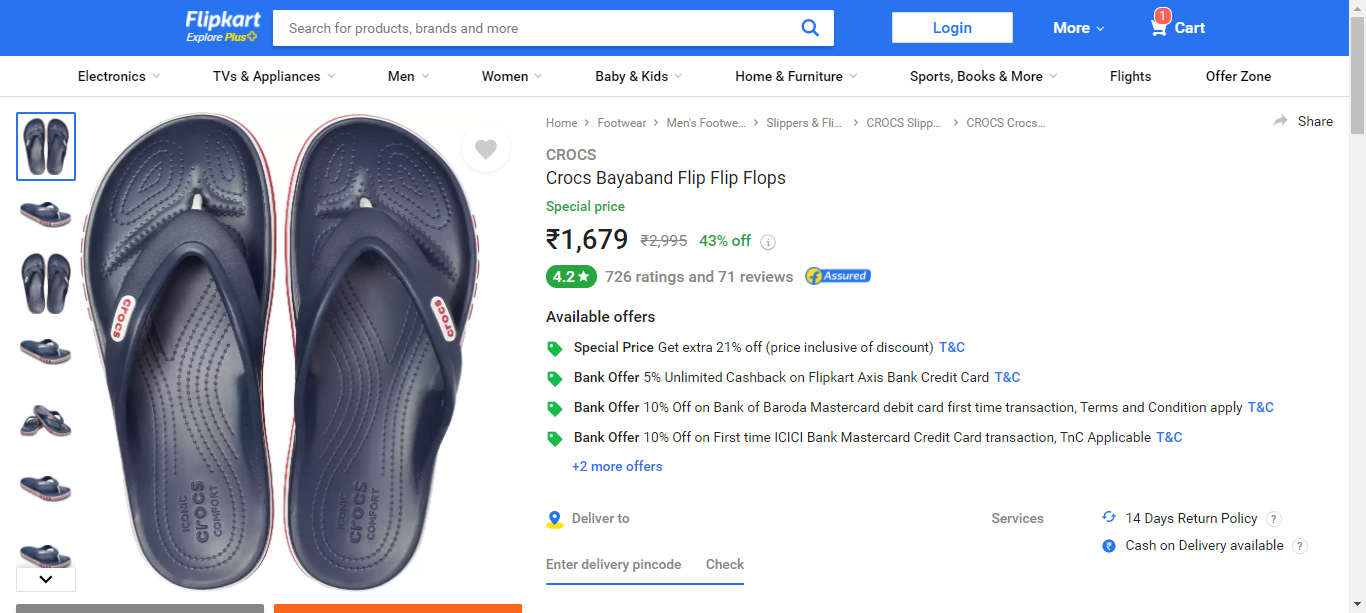 Flipkart
Explore Plus
Search for products, brands and more
Login
More
1
Cart
Electronics
TVs & Appliances
Men
Women
Baby & Kids
Home & Furniture
Sports, Books & More
Flights
Offer Zone
Home > Footwear > Men's Footwe... > Slippers & Fli... > CROCS Slipp... > CROCS Crocs...
Share
CROCS
Crocs Bayaband Flip Flip Flops
Special price
₹1,679 ₹2,995 43% off i
4.2★ 726 ratings and 71 reviews f Assured
Available offers
Special Price Get extra 21% off (price inclusive of discount) T&C
Bank Offer 5% Unlimited Cashback on Flipkart Axis Bank Credit Card T&C
Bank Offer 10% Off on Bank of Baroda Mastercard debit card first time transaction, Terms and Condition apply T&C
Bank Offer 10% Off on First time ICICI Bank Mastercard Credit Card transaction, TnC Applicable T&C
+2 more offers
Deliver to
Enter delivery pincode Check
Services
14 Days Return Policy ?
₹ Cash on Delivery available ?
crocs
crocs
ICONIC
crocs
COMFORT
ICONIC
crocs
COMFORT